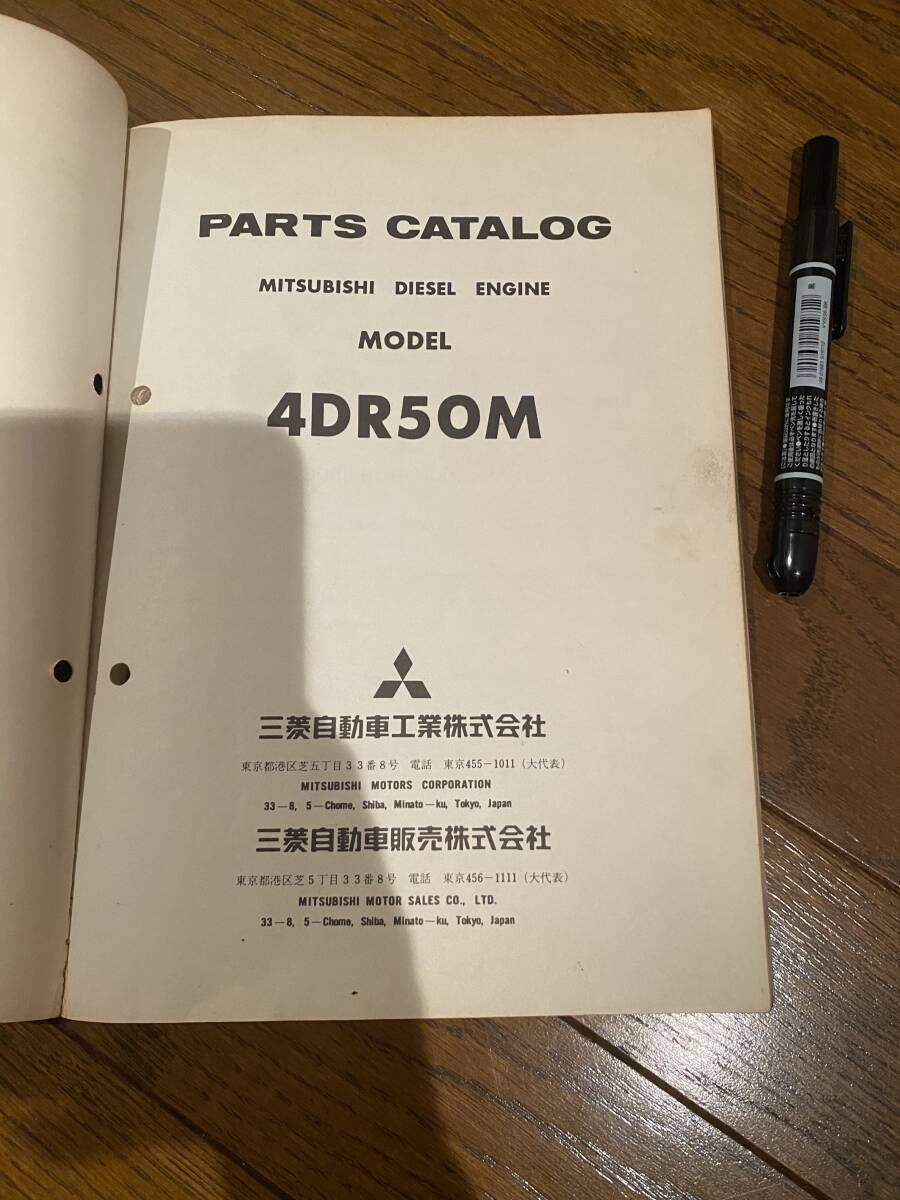 PARTS CATALOG
MITSUBISHI DIESEL ENGINE
MODEL
4DR50M
三菱自動車工業株式会社
東京都港区芝五丁目33番8号 電話 東京455-1011(大代表)
MITSUBISHI MOTORS CORPORATION
33-8, 5-Chome, Shiba, Minato-ku, Tokyo, Japan
三菱自動車販売株式会社
東京都港区芝5丁目33番8号 電話 東京456-1111(大代表)
MITSUBISHI MOTOR SALES CO., LTD.
33-8, 5-Chome, Shiba, Minato-ku, Tokyo, Japan